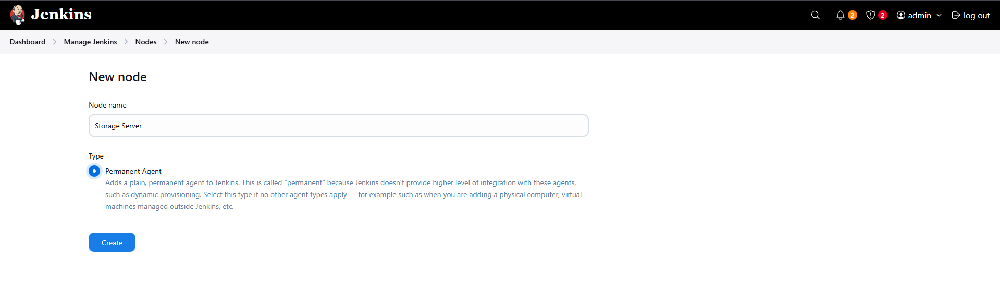 Jenkins
2
2
admin
log out
Dashboard
Manage Jenkins
Nodes
New node
New node
Node name
Storage Server
Type
Permanent Agent
Adds a plain, permanent agent to Jenkins. This is called "permanent" because Jenkins doesn’t provide higher level of integration with these agents,
such as dynamic provisioning. Select this type if no other agent types apply — for example such as when you are adding a physical computer, virtual
machines managed outside Jenkins, etc.
Create